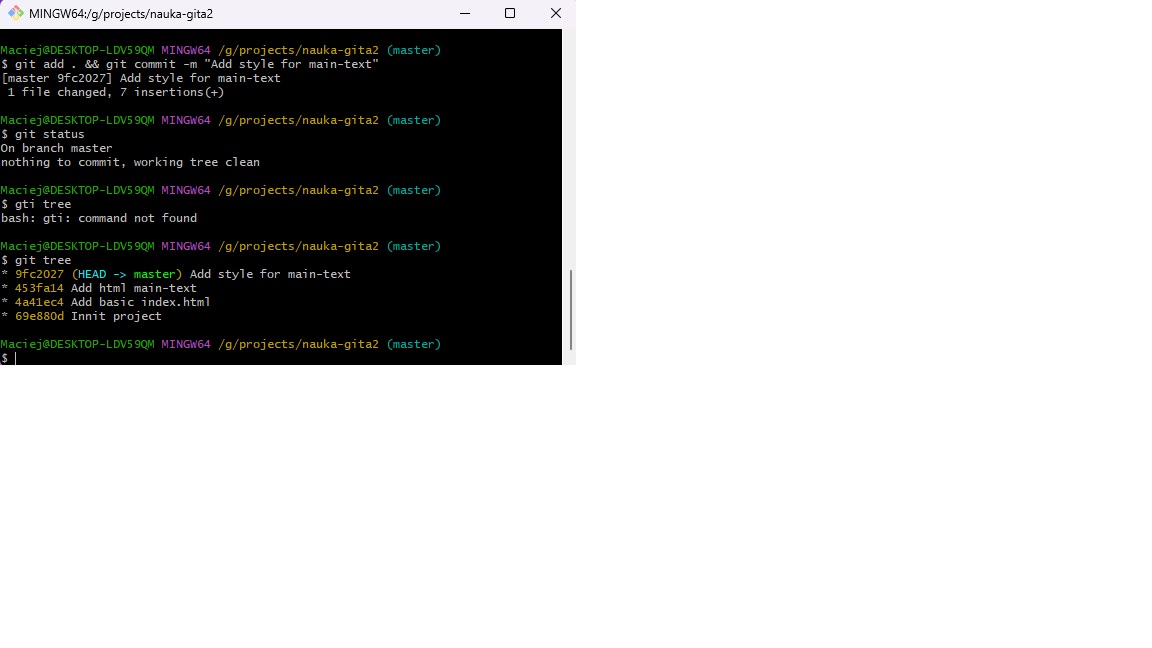 MINGW64:/g/projects/nauka-gita2
Maciej@DESKTOP-LDV59QM MINGW64 /g/projects/nauka-gita2 (master)
$ git add . && git commit -m "Add style for main-text"
[master 9fc2027] Add style for main-text
 1 file changed, 7 insertions(+)
Maciej@DESKTOP-LDV59QM MINGW64 /g/projects/nauka-gita2 (master)
$ git status
On branch master
nothing to commit, working tree clean
Maciej@DESKTOP-LDV59QM MINGW64 /g/projects/nauka-gita2 (master)
$ gti tree
bash: gti: command not found
Maciej@DESKTOP-LDV59QM MINGW64 /g/projects/nauka-gita2 (master)
$ git tree
* 9fc2027 (HEAD -> master) Add style for main-text
* 453fa14 Add html main-text
* 4a41ec4 Add basic index.html
* 69e880d Innit project
Maciej@DESKTOP-LDV59QM MINGW64 /g/projects/nauka-gita2 (master)
$